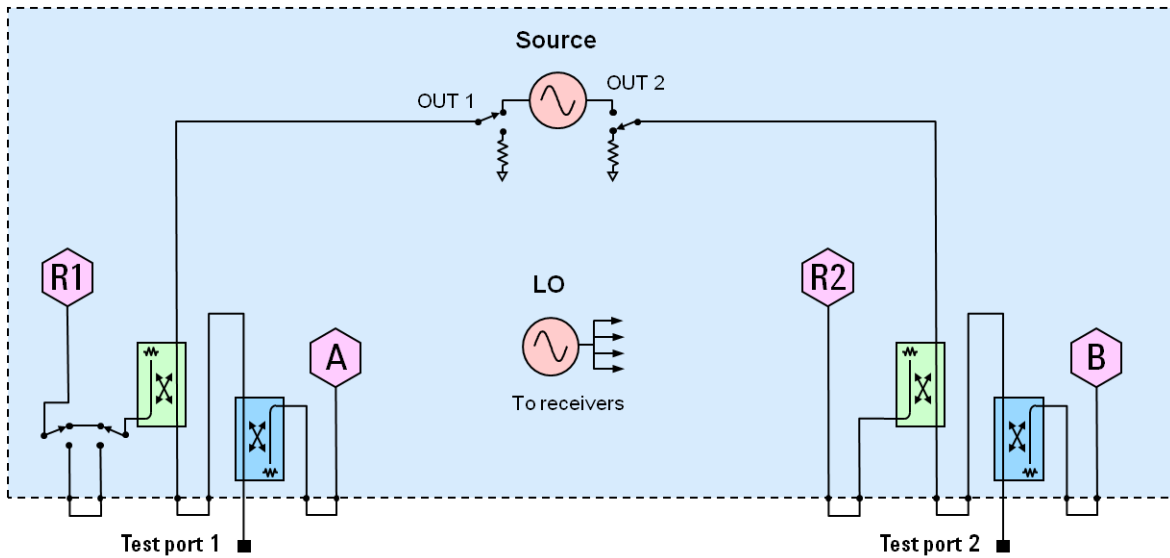 Source
OUT 1
OUT 2
R1
LO
R2
A
B
To receivers
Test port 1
Test port 2